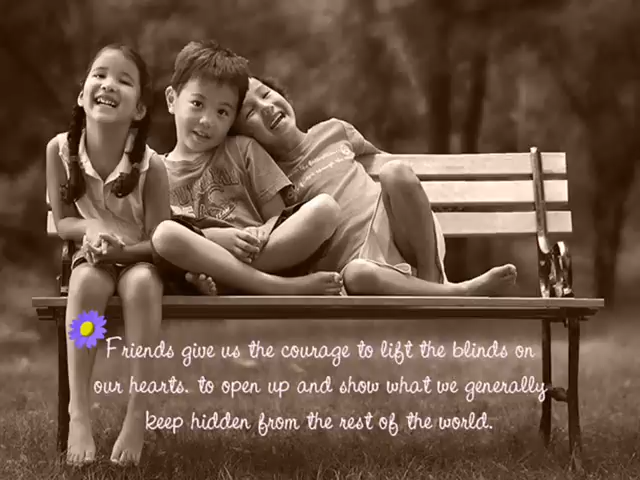 Friends give us the courage to lift the blinds on
our hearts. to open up and show what we generally
keep hidden from the rest of the world.